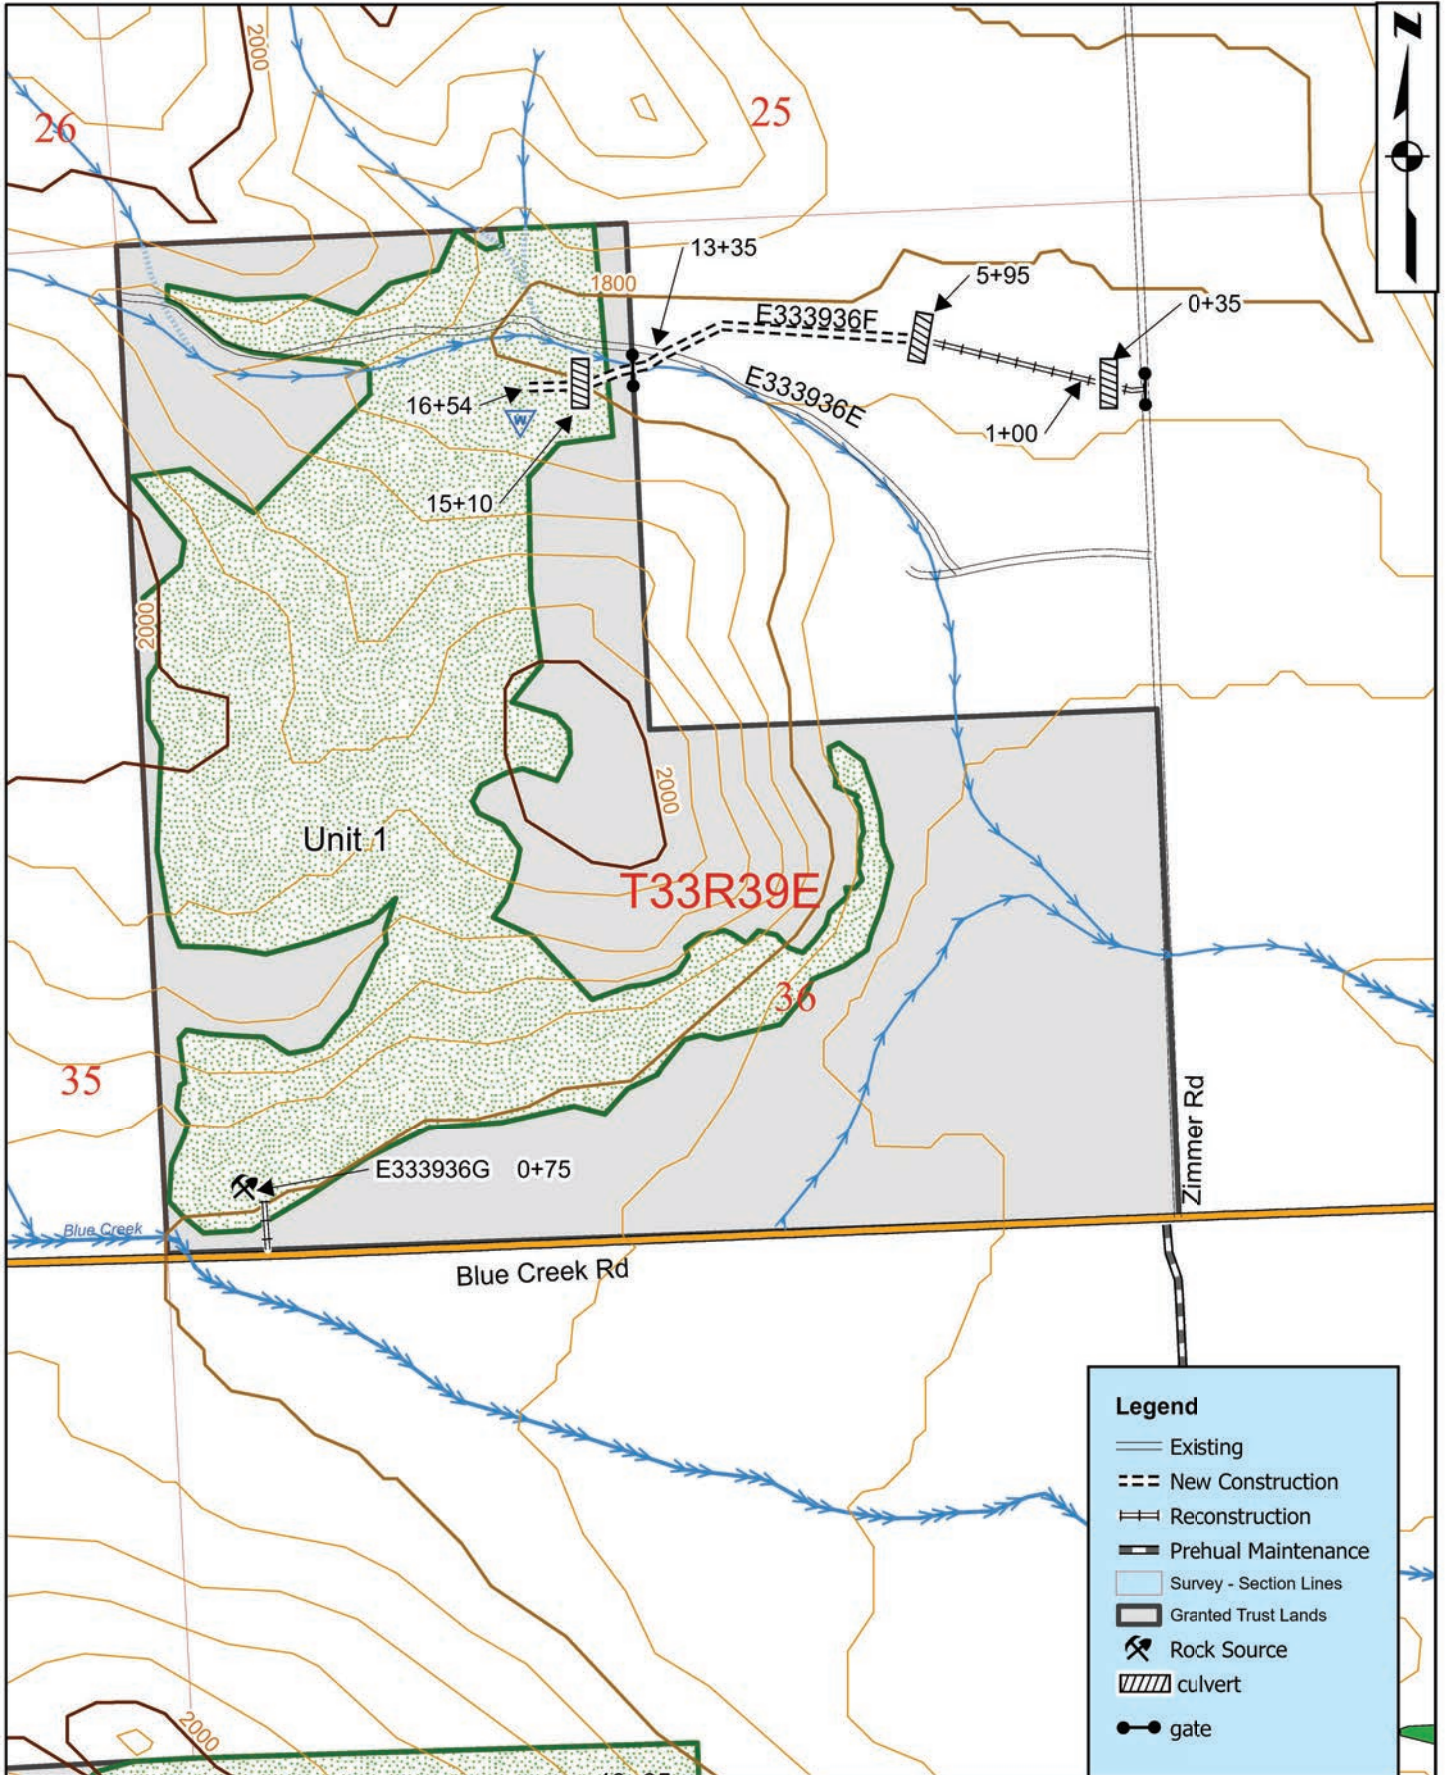 N
2000
26
25
13+35
5+95
1800
0+35
E333936F
E333936E
16+54
W
1+00
15+10
2000
2000
Unit 1
T33R39E
36
35
Zimmer Rd
E333936G 0+75
Blue Creek
Blue Creek Rd
Legend
Existing
New Construction
Reconstruction
Prehual Maintenance
Survey - Section Lines
Granted Trust Lands
Rock Source
culvert
gate
2000